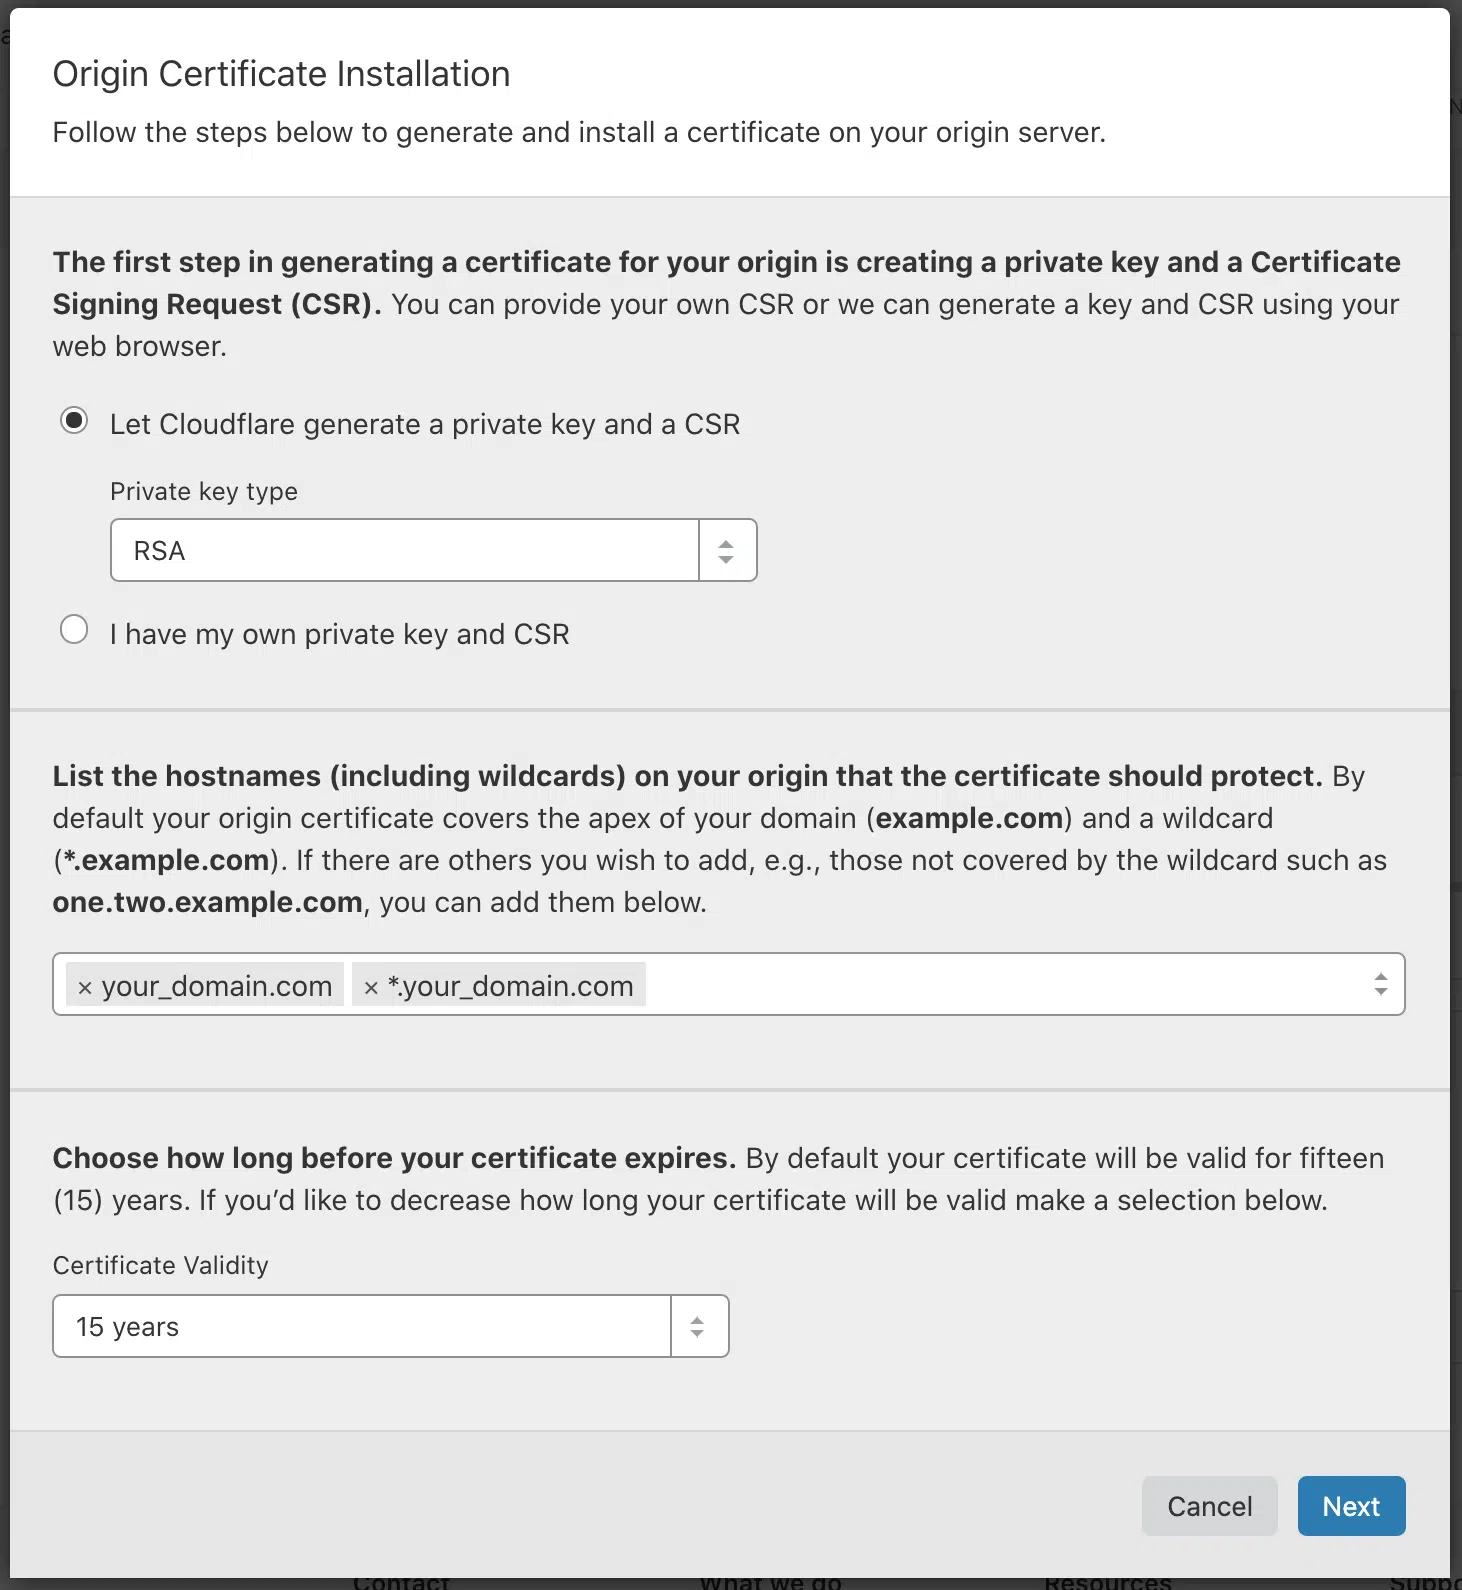 Origin Certificate Installation
Follow the steps below to generate and install a certificate on your origin server.
The first step in generating a certificate for your origin is creating a private key and a Certificate
Signing Request (CSR). You can provide your own CSR or we can generate a key and CSR using your
web browser.
Let Cloudflare generate a private key and a CSR
Private key type
RSA
I have my own private key and CSR
List the hostnames (including wildcards) on your origin that the certificate should protect. By
default your origin certificate covers the apex of your domain (example.com) and a wildcard
(*.example.com). If there are others you wish to add, e.g., those not covered by the wildcard such as
one.two.example.com, you can add them below.
× your_domain.com × *.your_domain.com
Choose how long before your certificate expires. By default your certificate will be valid for fifteen
(15) years. If you’d like to decrease how long your certificate will be valid make a selection below.
Certificate Validity
15 years
Cancel Next
Contact What we do Resources